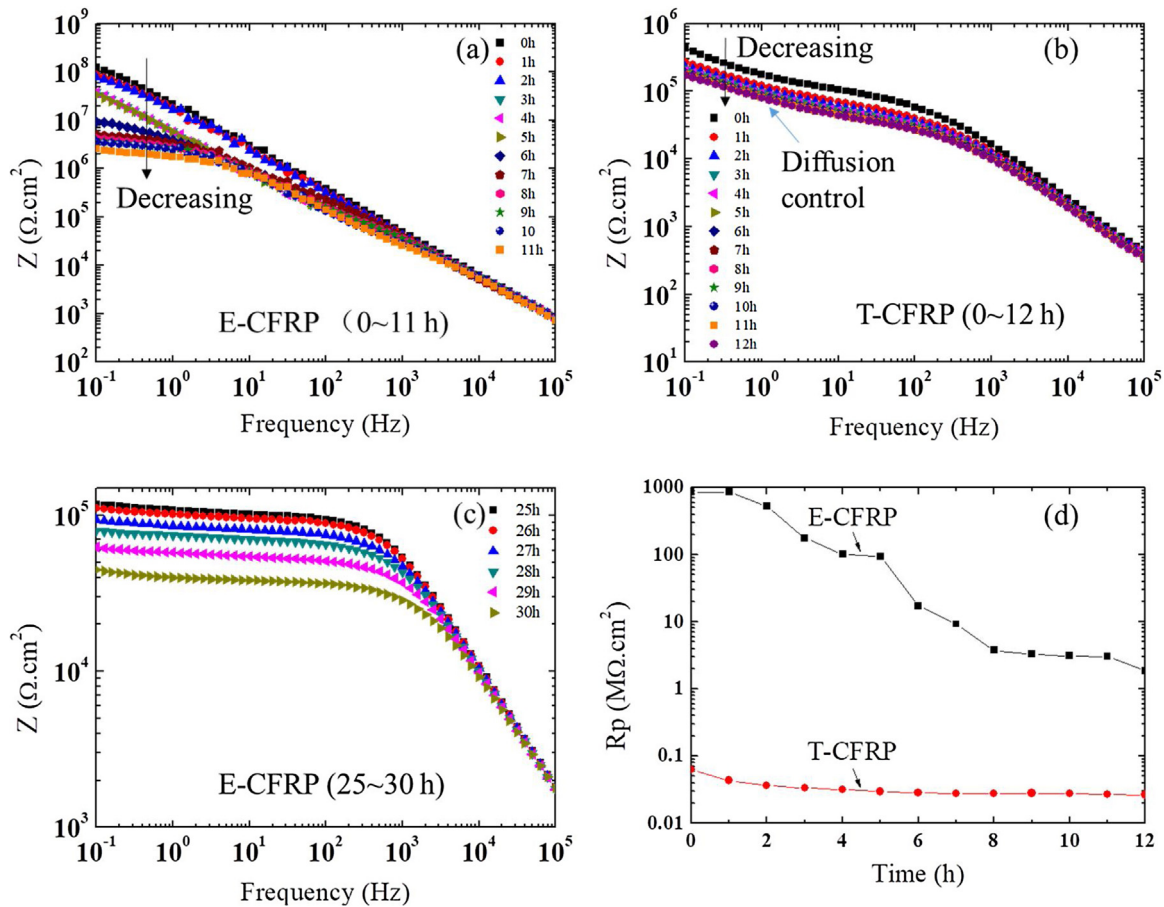 (a)
Z (Ω.cm²)
10⁹
10⁸
10⁷
10⁶
10⁵
10⁴
10³
10²
0h
1h
2h
3h
4h
5h
6h
7h
8h
9h
10
11h
Decreasing
E-CFRP （0~11 h)
10⁻¹ 10⁰ 10¹ 10² 10³ 10⁴ 10⁵
Frequency (Hz)
(b)
Z (Ω.cm²)
10⁶
10⁵
10⁴
10³
10²
10¹
Decreasing
0h
1h
2h
3h
4h
5h
6h
7h
8h
9h
10h
11h
12h
Diffusion
control
T-CFRP (0~12 h)
10⁻¹ 10⁰ 10¹ 10² 10³ 10⁴ 10⁵
Frequency (Hz)
(c)
Z (Ω.cm²)
10⁵
10⁴
10³
25h
26h
27h
28h
29h
30h
E-CFRP (25~30 h)
10⁻¹ 10⁰ 10¹ 10² 10³ 10⁴ 10⁵
Frequency (Hz)
(d)
Rp (MΩ.cm²)
1000
100
10
1
0.1
0.01
E-CFRP
T-CFRP
0 2 4 6 8 10 12
Time (h)